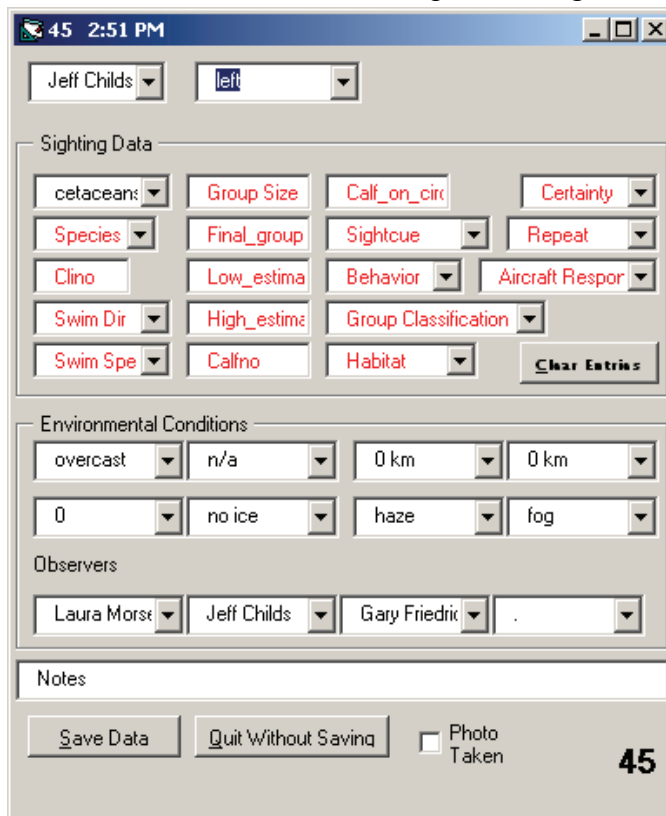 45 2:51 PM
Jeff Childs left
Sighting Data
cetaceans Group Size Calf_on_circ Certainty
Species Final_group Sightcue Repeat
Clino Low_estima Behavior Aircraft Respor
Swim Dir High_estima Group Classification
Swim Spe Calfno Habitat Clear Entries
Environmental Conditions
overcast n/a 0 km 0 km
0 no ice haze fog
Observers
Laura Morse Jeff Childs Gary Friedric .
Notes
Save Data Quit Without Saving Photo
Taken
45